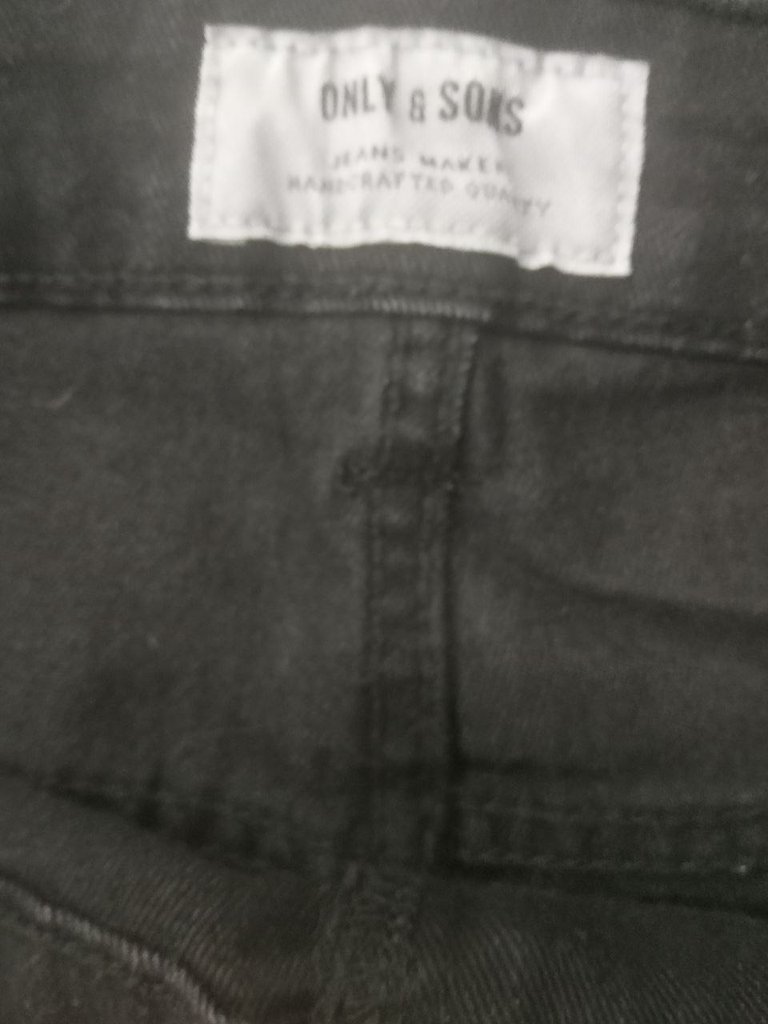 ONLY & SONS
JEANS MAKER
HANDCRAFTED QUALITY